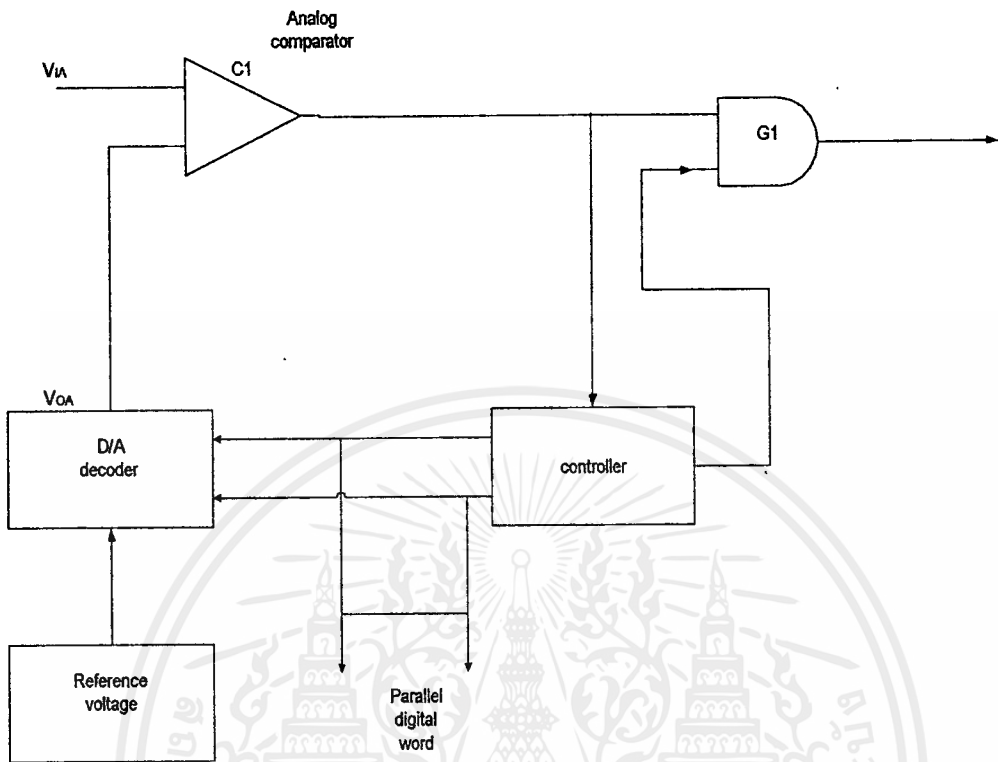 Analog
comparator
C1
VIA
G1
VOA
D/A
decoder
controller
Reference
voltage
Parallel
digital
word